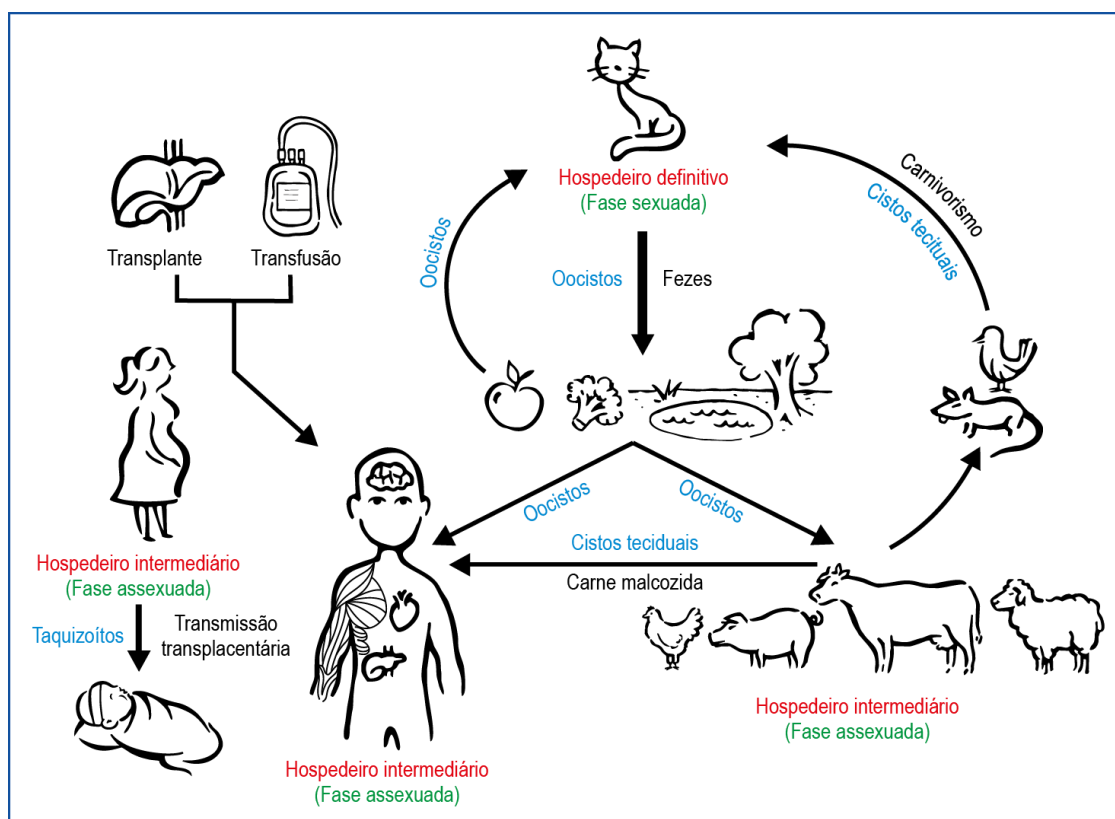 Transplante
Transfusão
Hospedeiro definitivo
(Fase sexuada)
Oocistos
Oocistos
Fezes
Carnivorismo
Cistos tecituais
Oocistos
Oocistos
Cistos teciduais
Carne malcozida
Hospedeiro intermediário
(Fase assexuada)
Taquizoítos
Transmissão
transplacentária
Hospedeiro intermediário
(Fase assexuada)
Hospedeiro intermediário
(Fase assexuada)